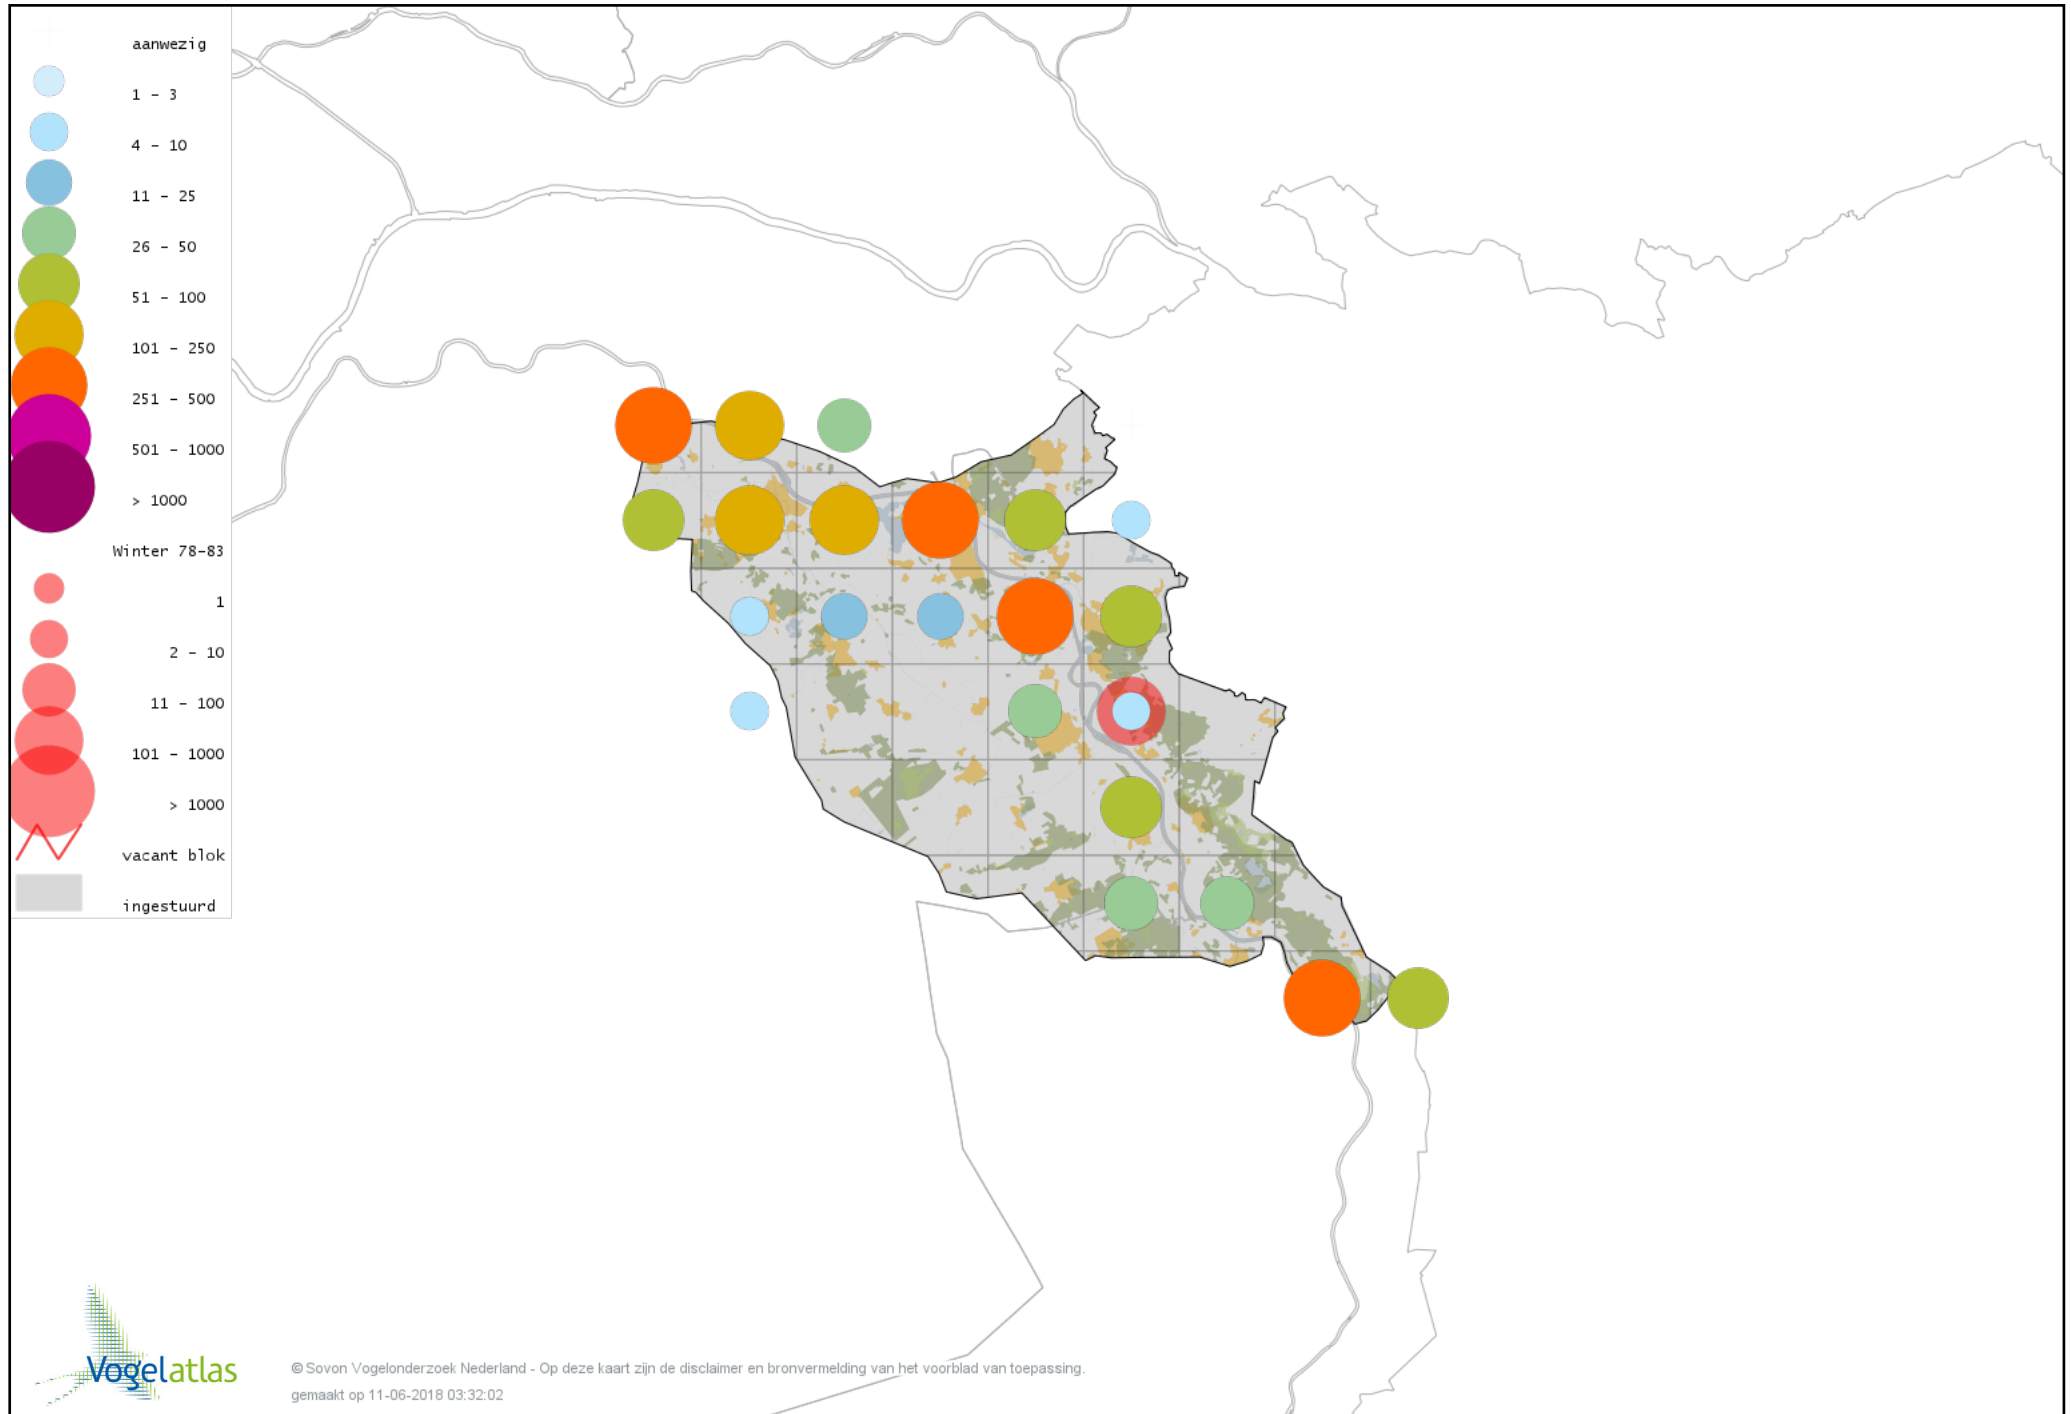 aanwezig
1 - 3
4 - 10
11 - 25
26 - 50
51 - 100
101 - 250
251 - 500
501 - 1000
> 1000
Winter 78-83
1
2 - 10
11 - 100
101 - 1000
> 1000
vacant blok
ingestuurd
Vogelatlas
© Sovon Vogelonderzoek Nederland - Op deze kaart zijn de disclaimer en bronvermelding van het voorblad van toepassing.
gemaakt op 11-06-2018 03:32:02